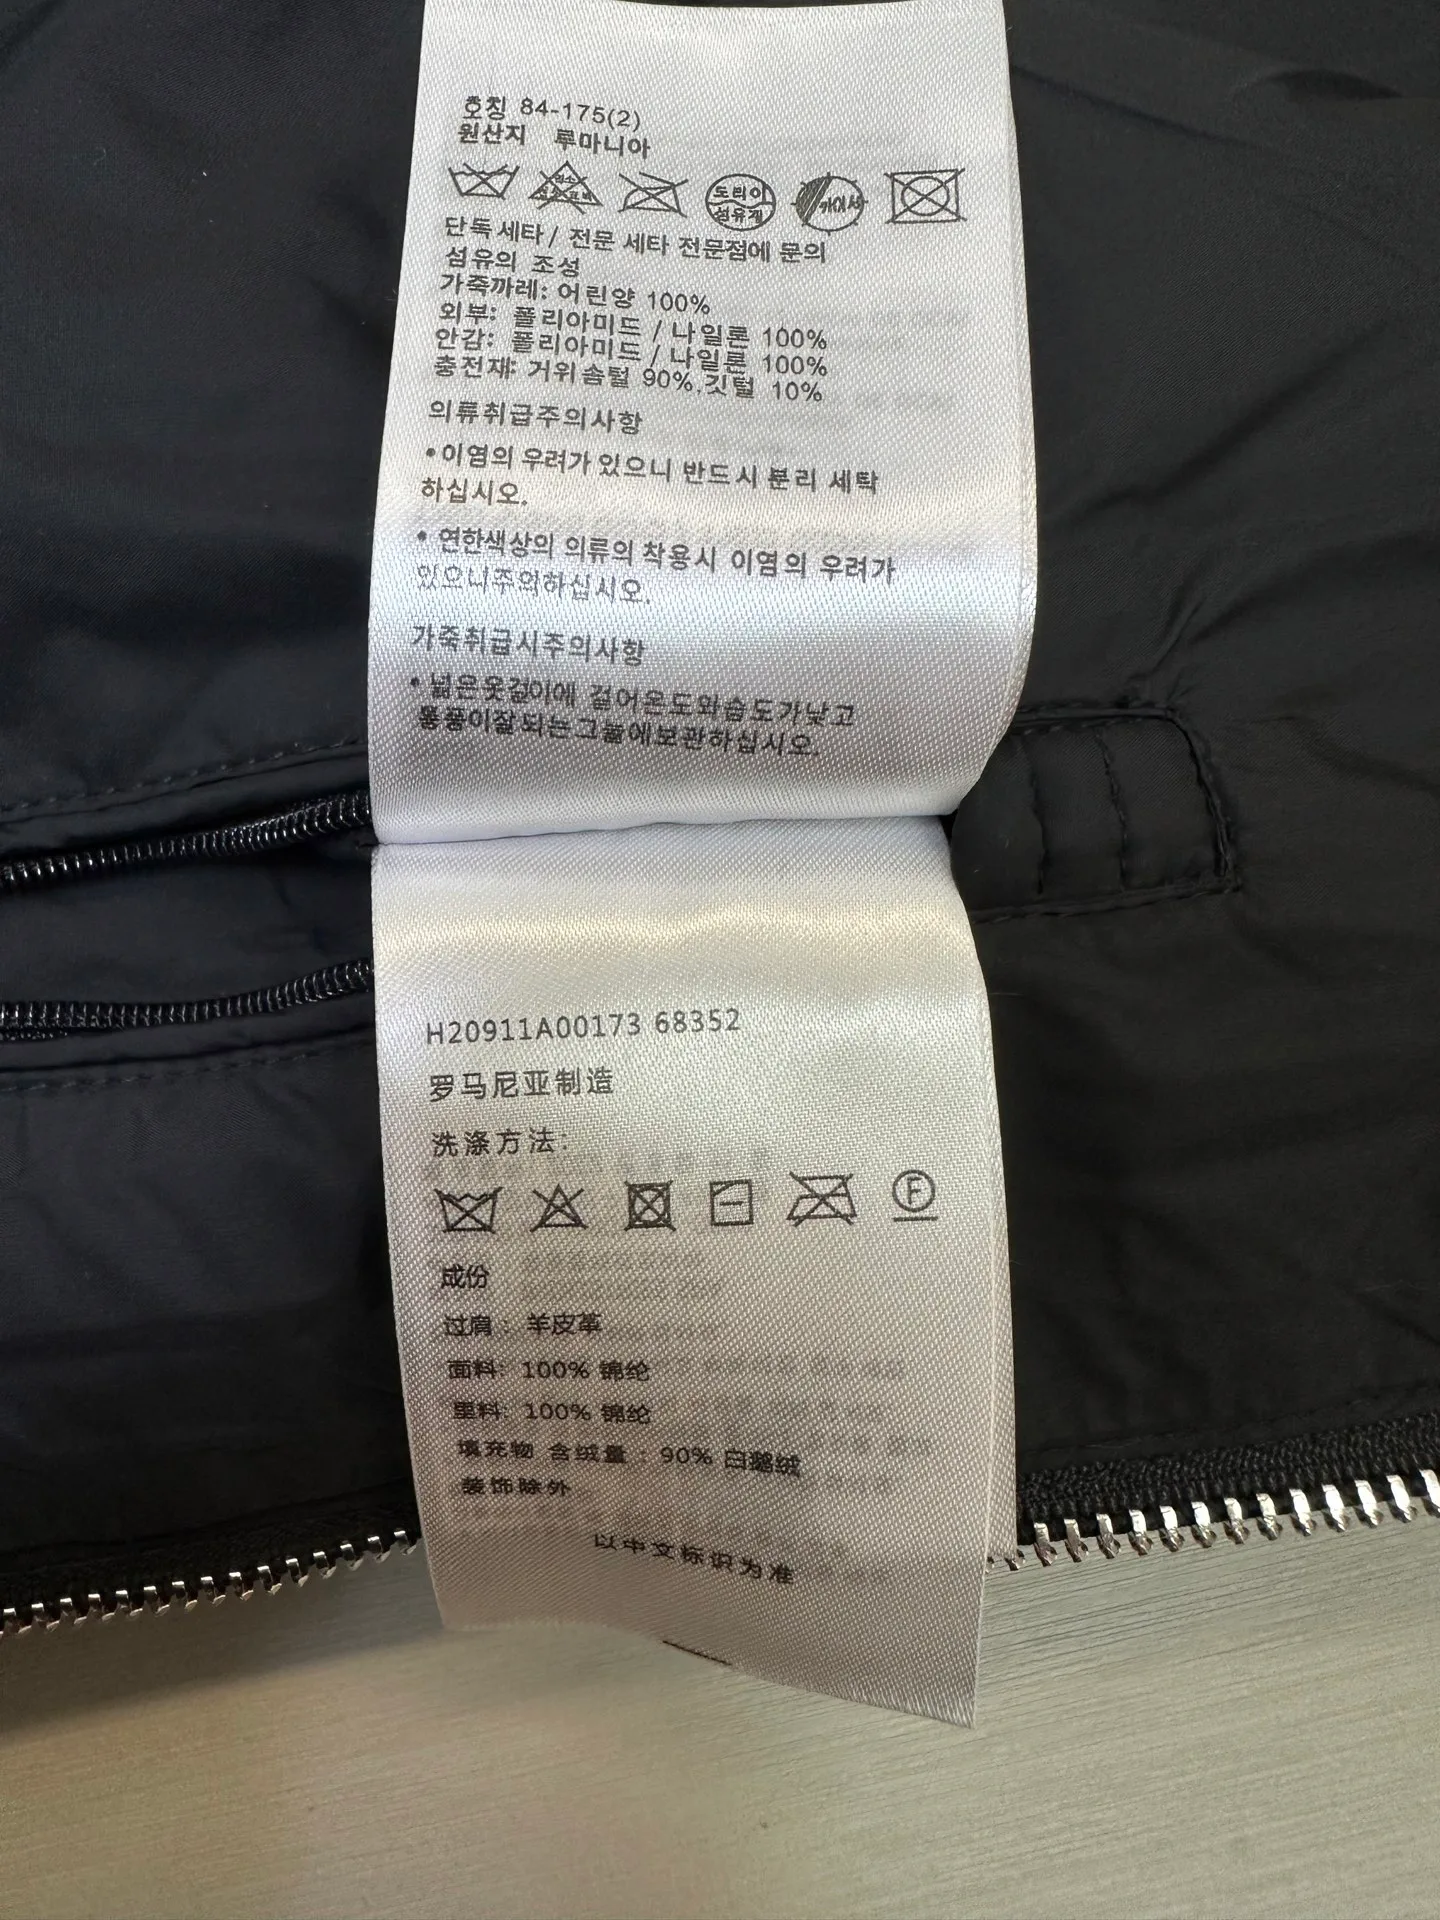 호칭 84-175(2)
원산지 루마니아
도리이
섬유재
단독세타/ 전문 세타 전문점에 문의
섬유의 조성
가죽까레: 어린양 100%
외부: 폴리아미드 / 나일론 100%
안감: 폴리아미드 / 나일론 100%
충전재: 거위솜털 90%,깃털 10%
의류취급주의사항
•이염의 우려가 있으니 반드시 분리 세탁
하십시오.
• 연한색상의 의류의 착용시 이염의 우려가
있으니주의하십시오.
가죽취급시주의사항
• 넓은옷걸이에 걸어온도와습도가낮고
통풍이잘되는그늘에보관하십시오.
H20911A00173 68352
罗马尼亚制造
洗涤方法:
F
成份
过肩: 羊皮革
面料: 100% 锦纶
里料: 100% 锦纶
填充物 含绒量: 90% 白鹅绒
装饰除外
以中文标识为准